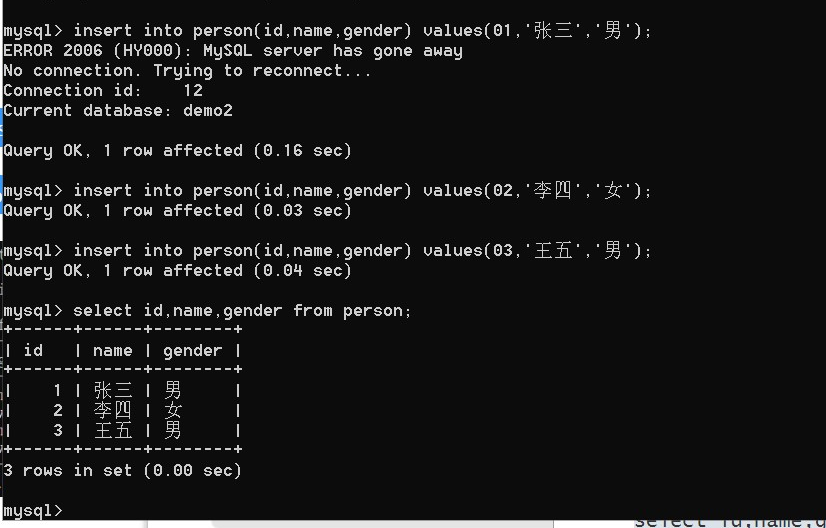 mysql> insert into person(id,name,gender) values(01,'张三','男');
ERROR 2006 (HY000): MySQL server has gone away
No connection. Trying to reconnect...
Connection id:    12
Current database: demo2
Query OK, 1 row affected (0.16 sec)
mysql> insert into person(id,name,gender) values(02,'李四','女');
Query OK, 1 row affected (0.03 sec)
mysql> insert into person(id,name,gender) values(03,'王五','男');
Query OK, 1 row affected (0.04 sec)
mysql> select id,name,gender from person;
+------+------+--------+
| id   | name | gender |
+------+------+--------+
|    1 | 张三 | 男     |
|    2 | 李四 | 女     |
|    3 | 王五 | 男     |
+------+------+--------+
3 rows in set (0.00 sec)
mysql>
select id,name,